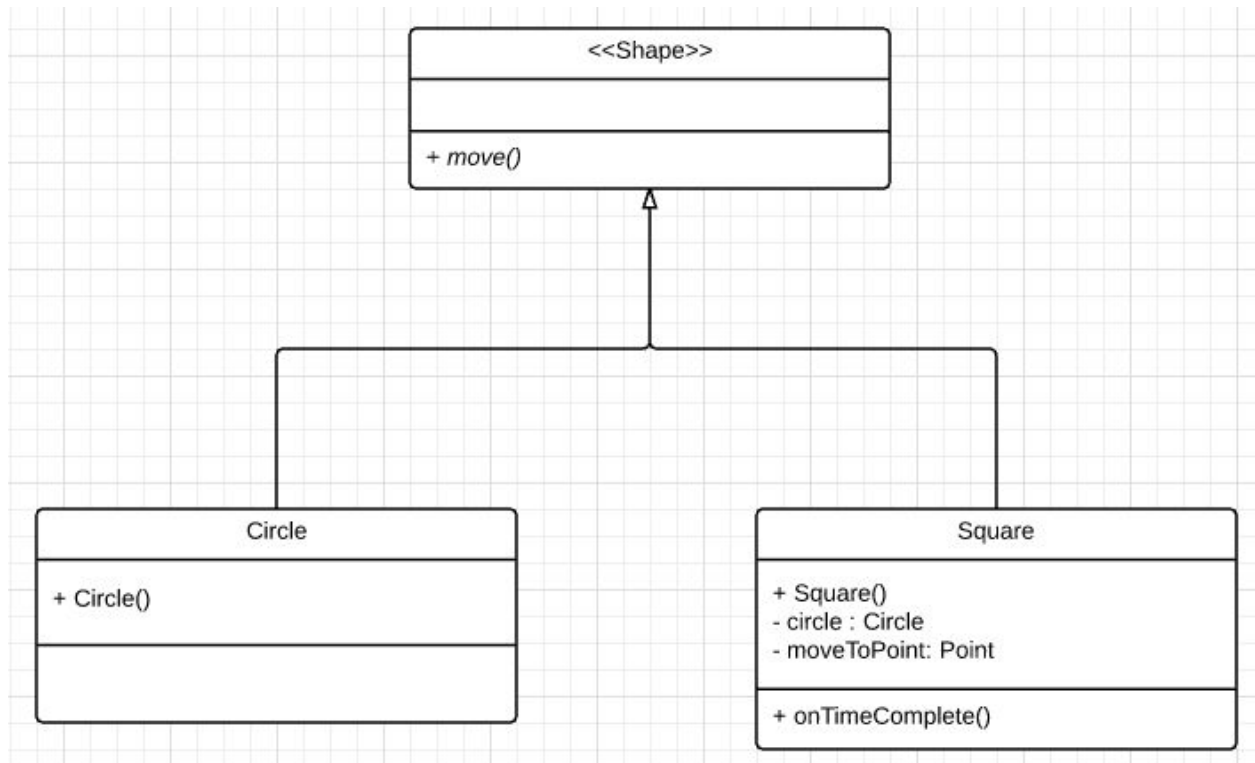 <<Shape>>
+ move()
Circle
+ Circle()
Square
+ Square()
- circle : Circle
- moveToPoint: Point
+ onTimeComplete()